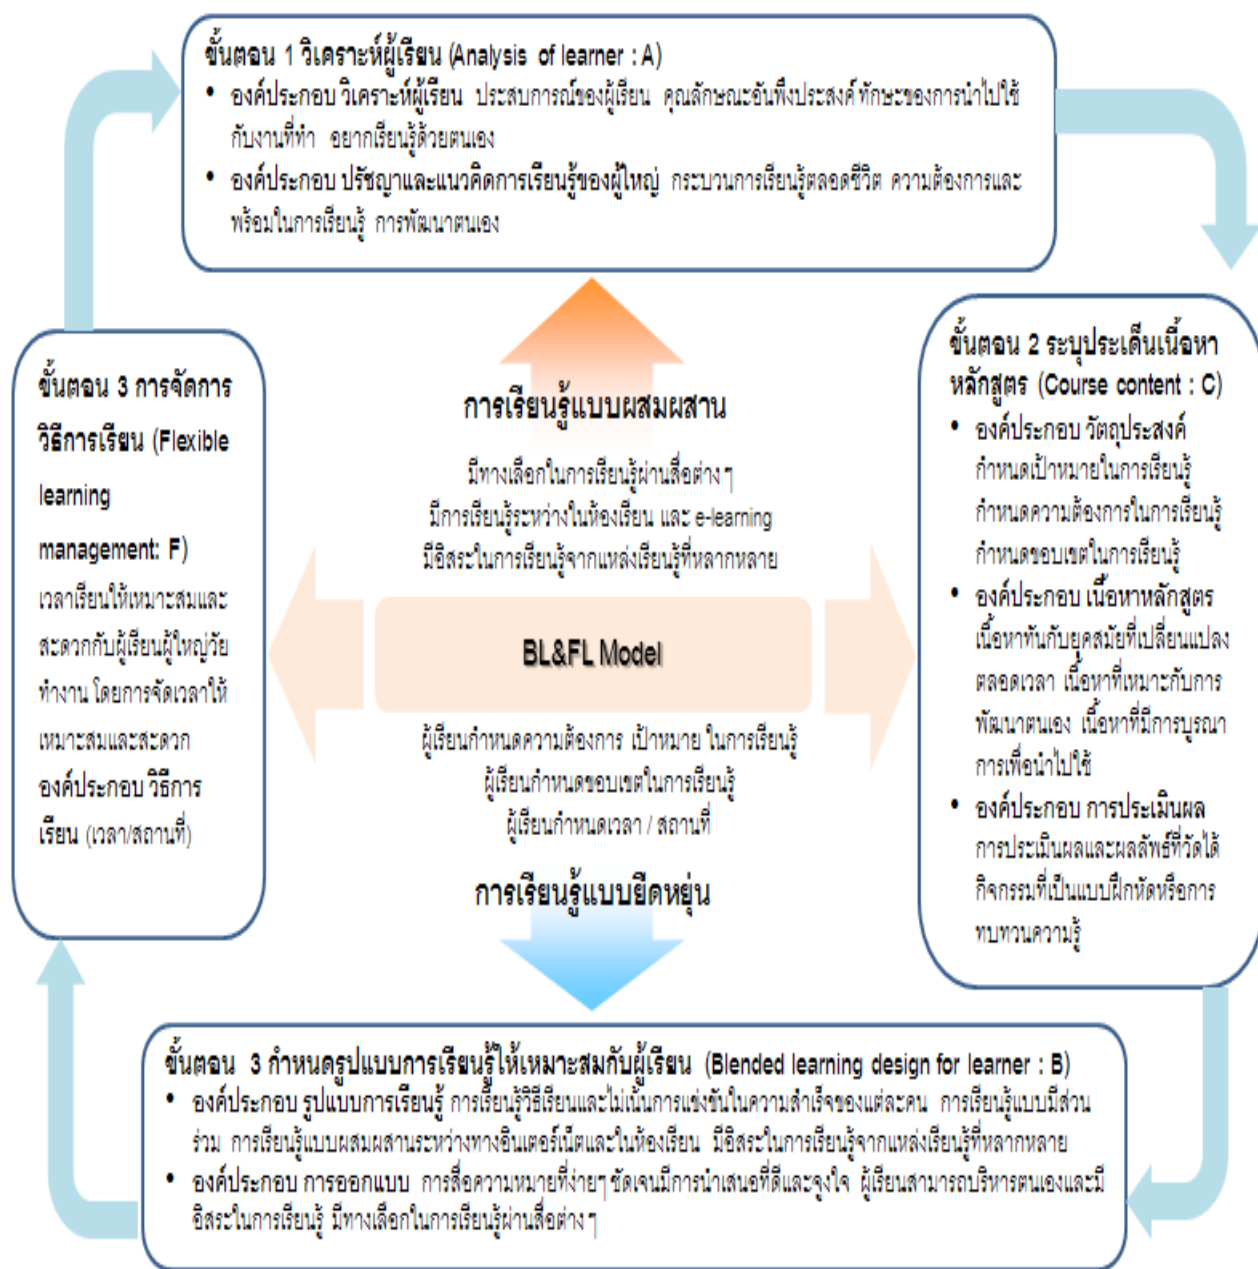 ขั้นตอน 1 วิเคราะห์ผู้เรียน (Analysis of learner : A)
• องค์ประกอบ วิเคราะห์ผู้เรียน ประสบการณ์ของผู้เรียน คุณลักษณะอันพึงประสงค์ ทักษะของการนำไปใช้
กับงานที่ทำ อยากเรียนรู้ด้วยตนเอง
• องค์ประกอบ ปรัชญาและแนวคิดการเรียนรู้ของผู้ใหญ่ กระบวนการเรียนรู้ตลอดชีวิต ความต้องการและ
พร้อมในการเรียนรู้ การพัฒนาตนเอง
ขั้นตอน 2 ระบุประเด็นเนื้อหา
หลักสูตร (Course content : C)
• องค์ประกอบ วัตถุประสงค์
กำหนดเป้าหมายในการเรียนรู้
กำหนดความต้องการในการเรียนรู้
กำหนดขอบเขตในการเรียนรู้
• องค์ประกอบ เนื้อหาหลักสูตร
เนื้อหาทันกับยุคสมัยที่เปลี่ยนแปลง
ตลอดเวลา เนื้อหาที่เหมาะกับการ
พัฒนาตนเอง เนื้อหาที่มีการบูรณา
การเพื่อนำไปใช้
• องค์ประกอบ การประเมินผล
การประเมินผลและผลลัพธ์ที่วัดได้
กิจกรรมที่เป็นแบบฝึกหัดหรือการ
ทบทวนความรู้
ขั้นตอน 3 การจัดการ
วิธีการเรียน (Flexible
learning
management: F)
เวลาเรียนให้เหมาะสมและ
สะดวกกับผู้เรียนผู้ใหญ่วัย
ทำงาน โดยการจัดเวลาให้
เหมาะสมและสะดวก
องค์ประกอบ วิธีการ
เรียน (เวลา/สถานที่)
การเรียนรู้แบบผสมผสาน
มีทางเลือกในการเรียนรู้ผ่านสื่อต่างๆ
มีการเรียนรู้ระหว่างในห้องเรียน และ e-learning
มีอิสระในการเรียนรู้จากแหล่งเรียนรู้ที่หลากหลาย
BL&FL Model
ผู้เรียนกำหนดความต้องการ เป้าหมาย ในการเรียนรู้
ผู้เรียนกำหนดขอบเขตในการเรียนรู้
ผู้เรียนกำหนดเวลา / สถานที่
การเรียนรู้แบบยืดหยุ่น
ขั้นตอน 3 กำหนดรูปแบบการเรียนรู้ให้เหมาะสมกับผู้เรียน (Blended learning design for learner : B)
• องค์ประกอบ รูปแบบการเรียนรู้ การเรียนรู้วิธีเรียนและไม่เน้นการแข่งขันในความสำเร็จของแต่ละคน การเรียนรู้แบบมีส่วน
ร่วม การเรียนรู้แบบผสมผสานระหว่างทางอินเตอร์เน็ตและในห้องเรียน มีอิสระในการเรียนรู้จากแหล่งเรียนรู้ที่หลากหลาย
• องค์ประกอบ การออกแบบ การสื่อความหมายที่ง่ายๆ ชัดเจนมีการนำเสนอที่ดีและจูงใจ ผู้เรียนสามารถบริหารตนเองและมี
อิสระในการเรียนรู้ มีทางเลือกในการเรียนรู้ผ่านสื่อต่างๆ